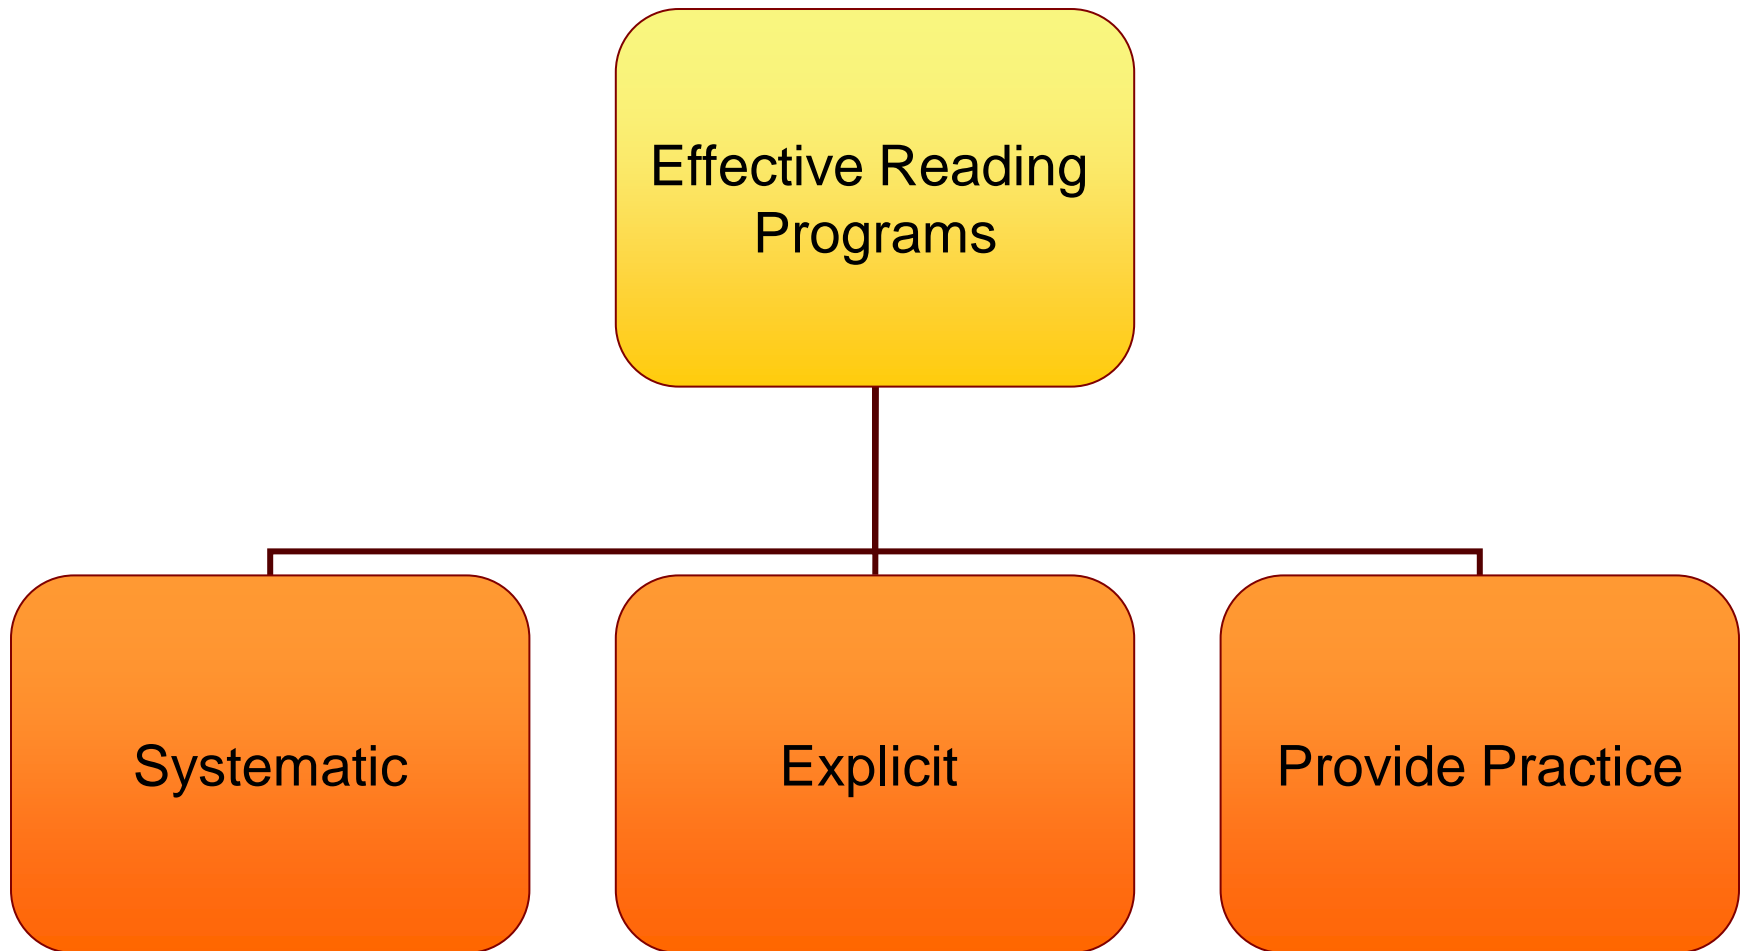 Effective Reading
Programs
Systematic
Explicit
Provide Practice